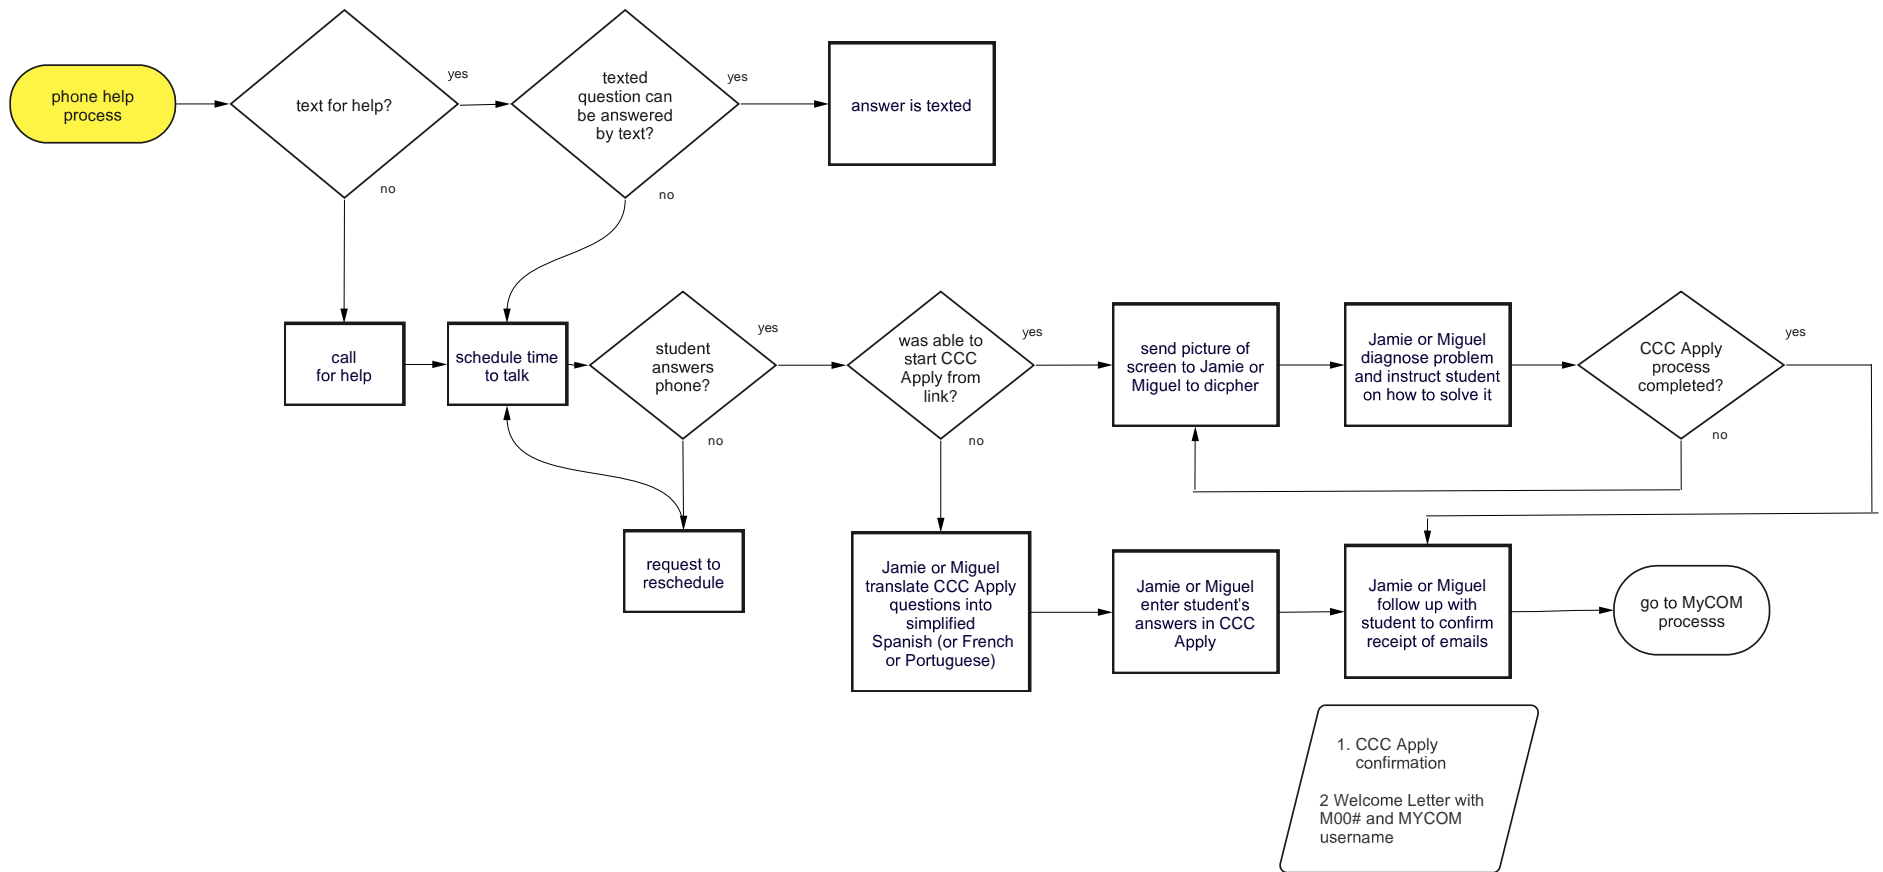 phone help
process
text for help?
yes
no
texted
question can
be answered
by text?
yes
no
answer is texted
call
for help
schedule time
to talk
student
answers
phone?
yes
no
request to
reschedule
was able to
start CCC
Apply from
link?
yes
no
send picture of
screen to Jamie or
Miguel to dicpher
Jamie or Miguel
diagnose problem
and instruct student
on how to solve it
CCC Apply
process
completed?
yes
no
Jamie or Miguel
translate CCC Apply
questions into
simplified
Spanish (or French
or Portuguese)
Jamie or Miguel
enter student's
answers in CCC
Apply
Jamie or Miguel
follow up with
student to confirm
receipt of emails
go to MyCOM
processs
1. CCC Apply
confirmation
2 Welcome Letter with
M00# and MYCOM
username